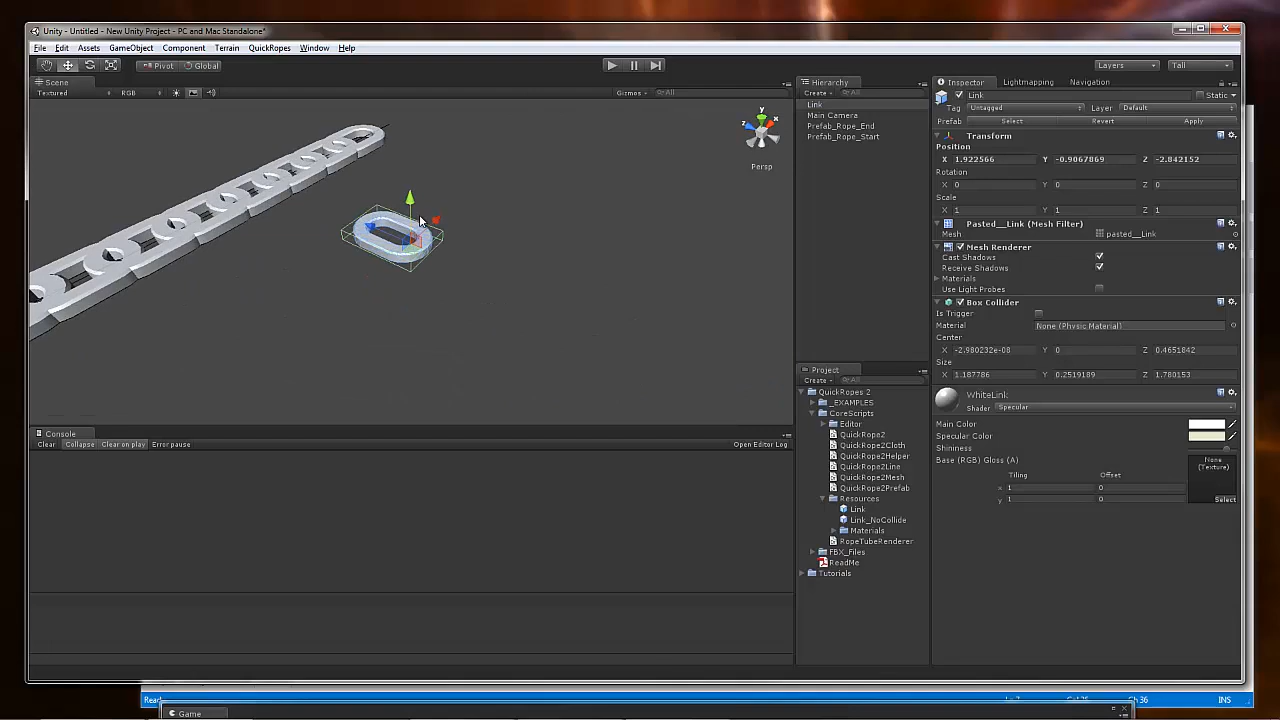 Unity - Untitled - New Unity Project - PC and Mac Standalone*
File Edit Assets GameObject Component Terrain QuickRopes Window Help
Pivot Global Layers Tall
Scene
Textured RGB Gizmos All
y
x
z
Persp
Hierarchy
Create All
Link
Main Camera
Prefab_Rope_End
Prefab_Rope_Start
Project
Create All
QuickRopes 2
_EXAMPLES
CoreScripts
Editor
QuickRope2
QuickRope2Cloth
QuickRope2Helper
QuickRope2Line
QuickRope2Mesh
QuickRope2Prefab
Resources
Link
Link_NoCollide
Materials
RopeTubeRenderer
FBX_Files
ReadMe
Tutorials
Inspector Lightmapping Navigation
Link Static
Tag Untagged Layer Default
Prefab Select Revert Apply
Transform
Position
X 1.922566 Y -0.9067869 Z -2.842152
Rotation
X 0 Y 0 Z 0
Scale
X 1 Y 1 Z 1
Pasted__Link (Mesh Filter)
Mesh pasted__Link
Mesh Renderer
Cast Shadows
Receive Shadows
Materials
Use Light Probes
Box Collider
Is Trigger
Material None (Physic Material)
Center
X -2.980232e-08 Y 0 Z 0.4651842
Size
X 1.187786 Y 0.2519189 Z 1.780153
WhiteLink
Shader Specular
Main Color
Specular Color
Shininess
Base (RGB) Gloss (A)
None
(Texture)
Tiling Offset
x 1 0
y 1 0
Select
Console
Clear Collapse Clear on play Error pause Open Editor Log
Ch 36 INS
Game